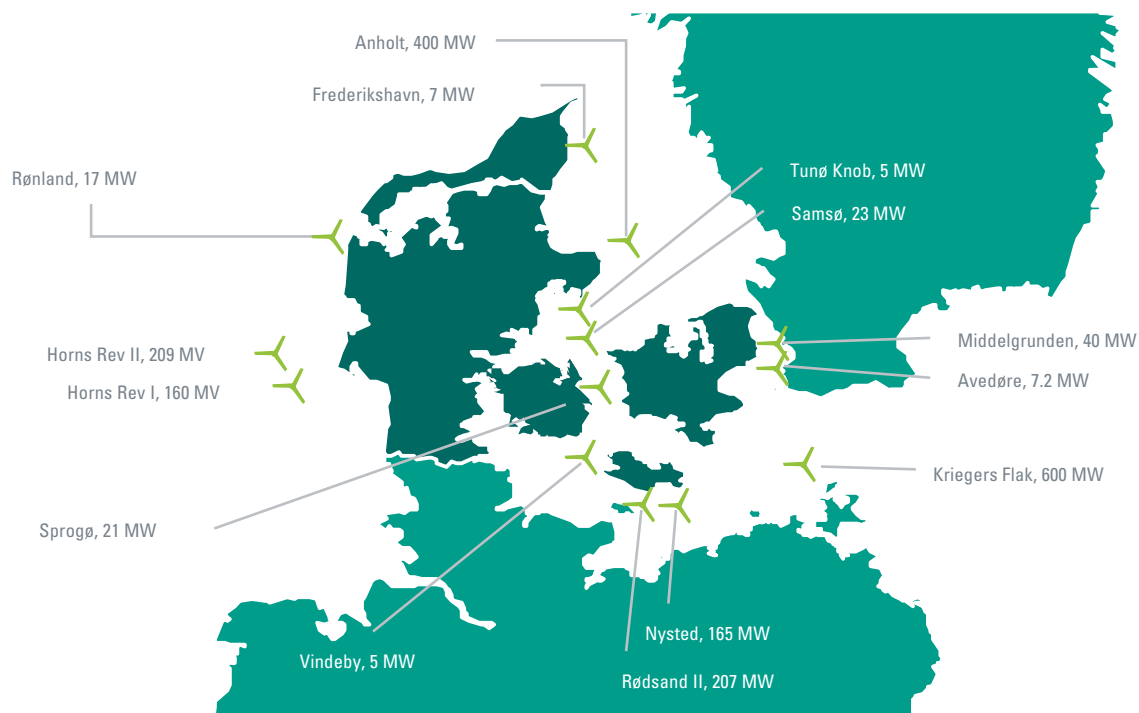 Anholt, 400 MW
Frederikshavn, 7 MW
Tunø Knob, 5 MW
Rønland, 17 MW
Samsø, 23 MW
Middelgrunden, 40 MW
Horns Rev II, 209 MV
Avedøre, 7.2 MW
Horns Rev I, 160 MV
Kriegers Flak, 600 MW
Sprogø, 21 MW
Nysted, 165 MW
Vindeby, 5 MW
Rødsand II, 207 MW